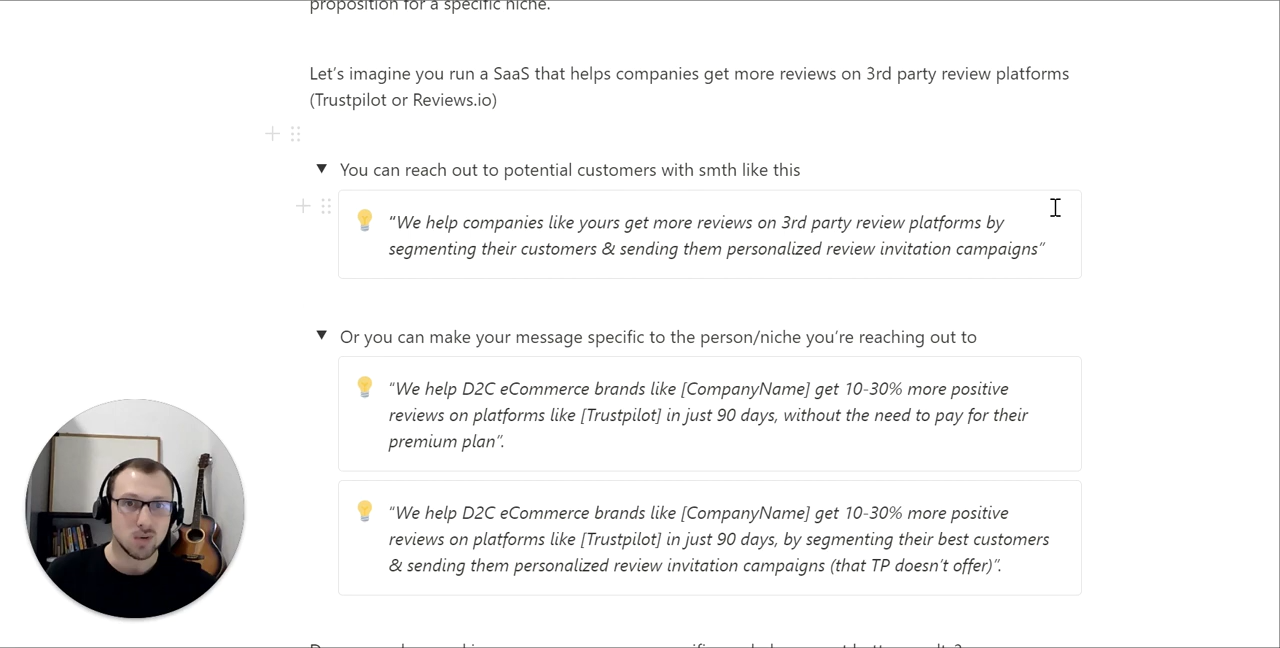 proposition for a specific niche.
Let’s imagine you run a SaaS that helps companies get more reviews on 3rd party review platforms
(Trustpilot or Reviews.io)
You can reach out to potential customers with smth like this
“We help companies like yours get more reviews on 3rd party review platforms by
segmenting their customers & sending them personalized review invitation campaigns”
Or you can make your message specific to the person/niche you’re reaching out to
“We help D2C eCommerce brands like [CompanyName] get 10-30% more positive
reviews on platforms like [Trustpilot] in just 90 days, without the need to pay for their
premium plan”.
“We help D2C eCommerce brands like [CompanyName] get 10-30% more positive
reviews on platforms like [Trustpilot] in just 90 days, by segmenting their best customers
& sending them personalized review invitation campaigns (that TP doesn’t offer)”.